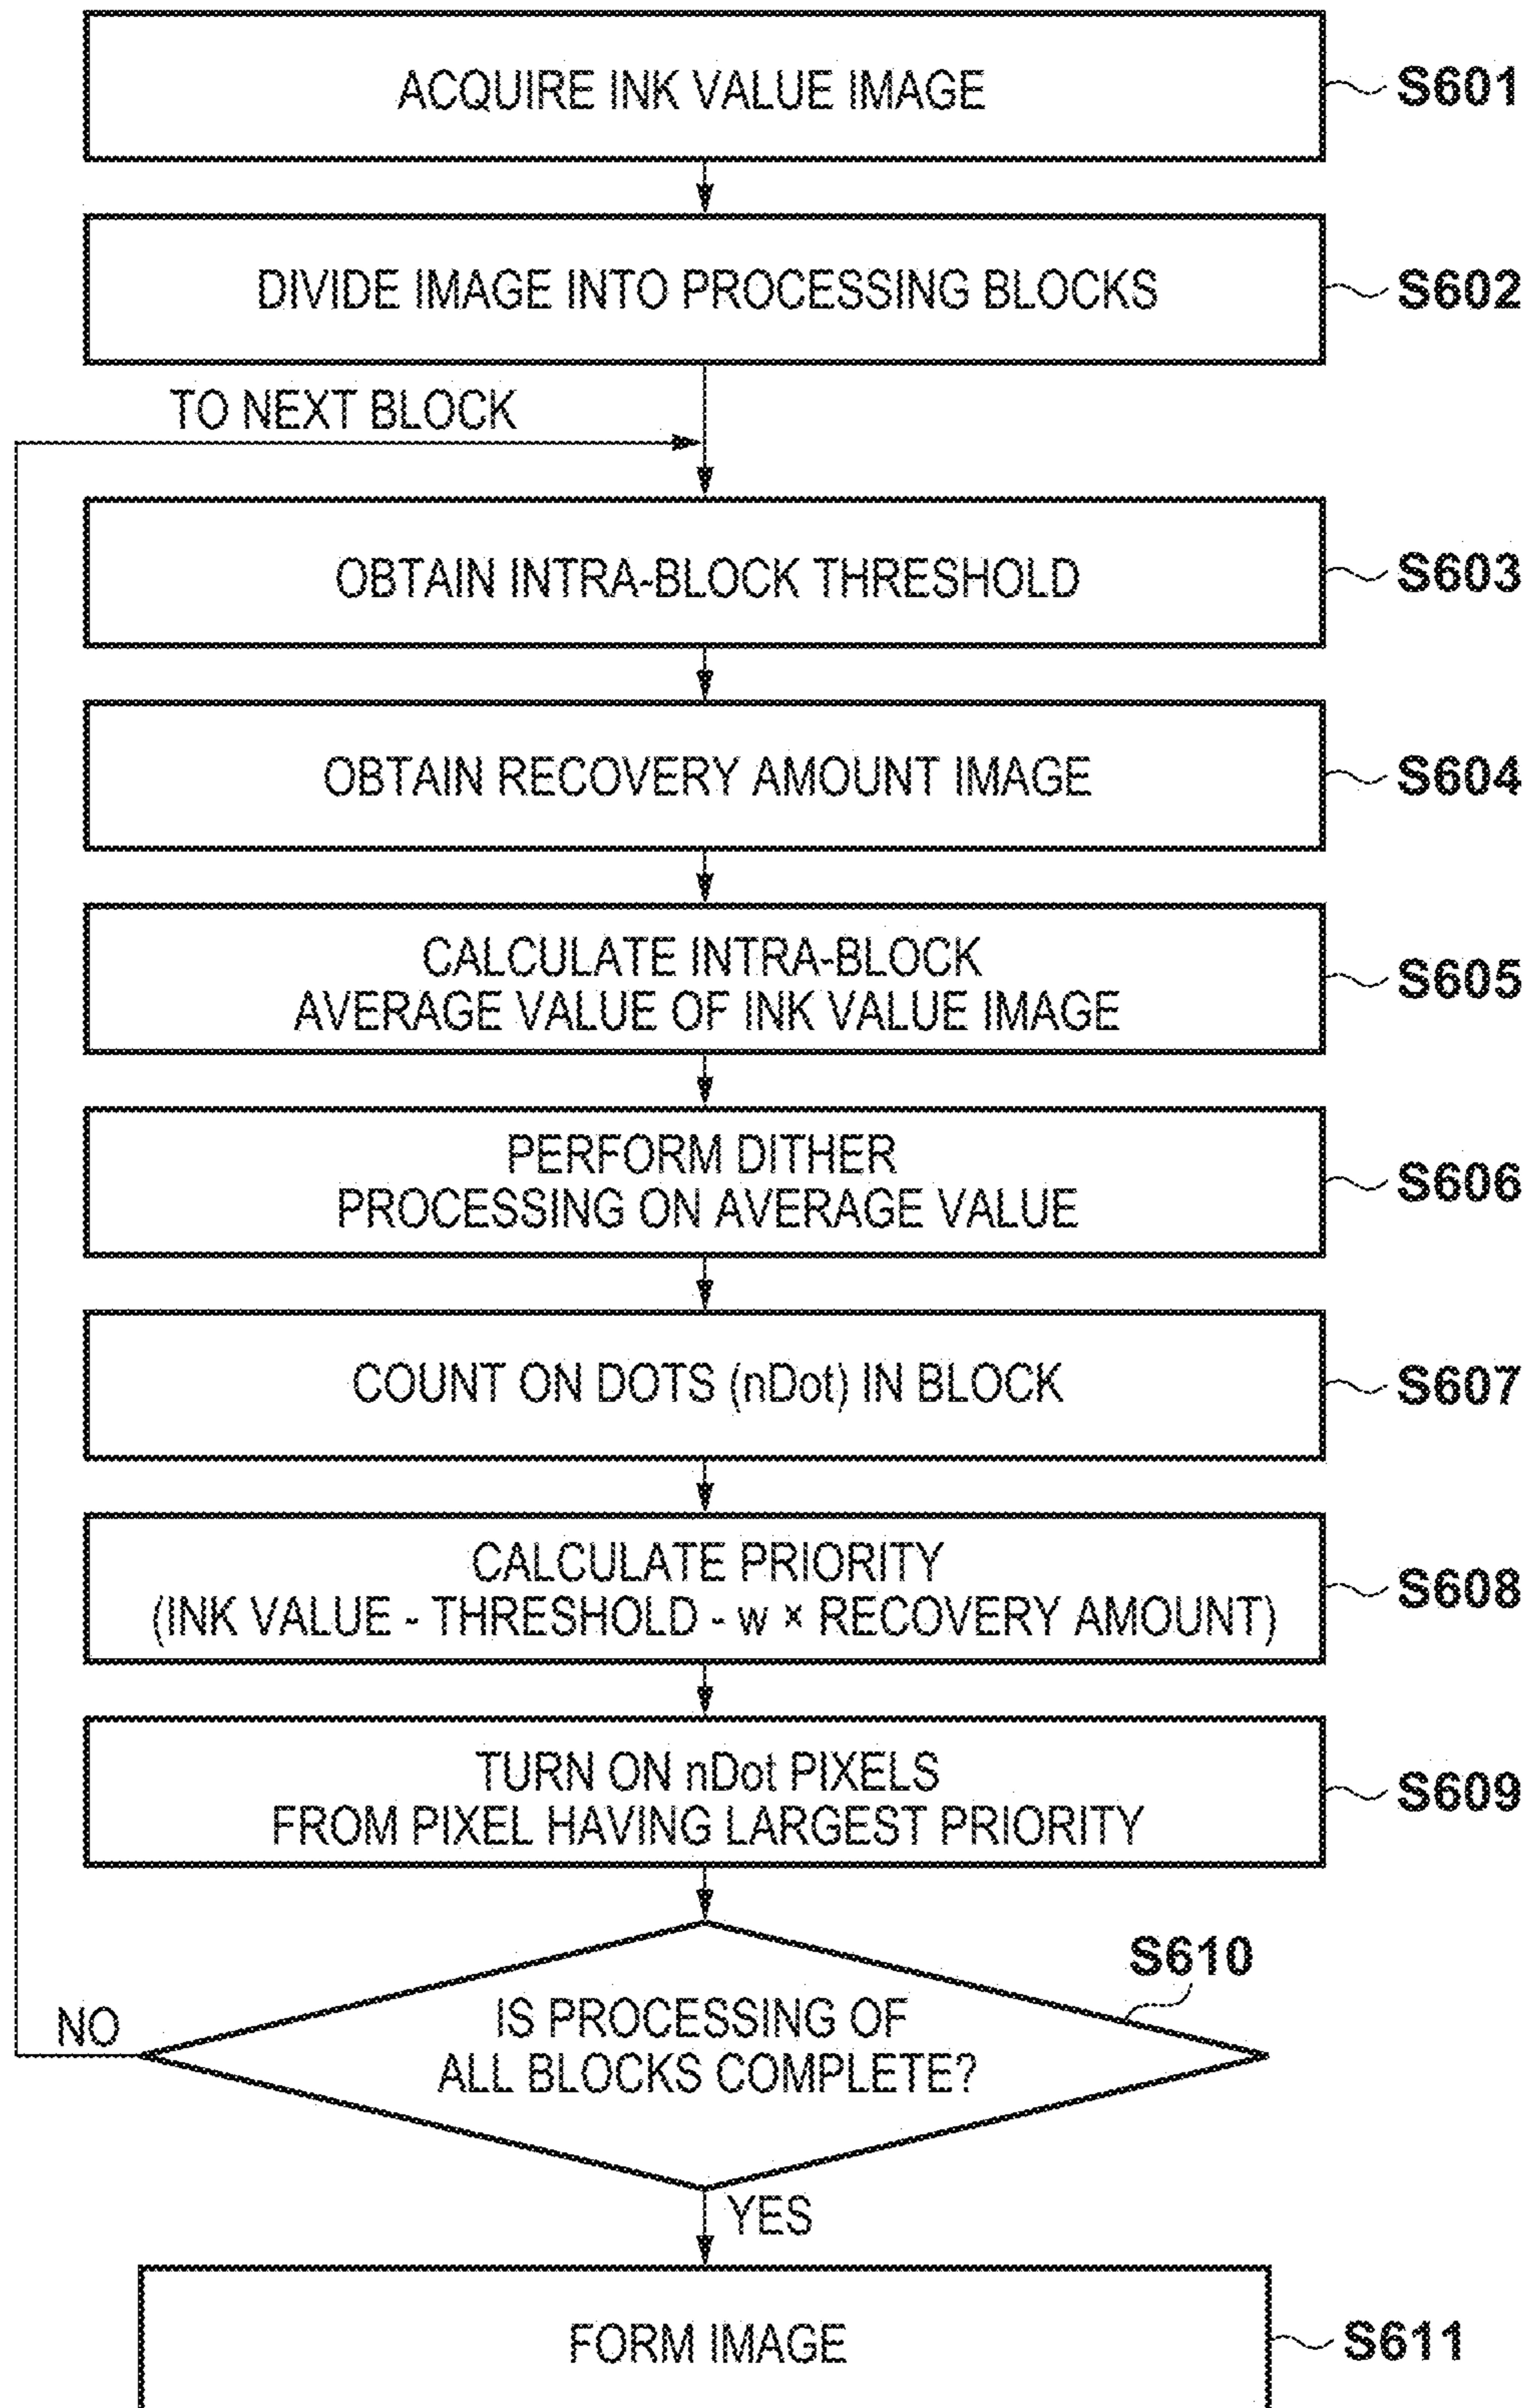 ACQUIRE INK VALUE IMAGE
S601
DIVIDE IMAGE INTO PROCESSING BLOCKS
S602
TO NEXT BLOCK
OBTAIN INTRA-BLOCK THRESHOLD
S603
OBTAIN RECOVERY AMOUNT IMAGE
S604
CALCULATE INTRA-BLOCK
AVERAGE VALUE OF INK VALUE IMAGE
S605
PERFORM DITHER
PROCESSING ON AVERAGE VALUE
S606
COUNT ON DOTS (nDot) IN BLOCK
S607
CALCULATE PRIORITY
(INK VALUE - THRESHOLD - w × RECOVERY AMOUNT)
S608
TURN ON nDot PIXELS
FROM PIXEL HAVING LARGEST PRIORITY
S609
S610
IS PROCESSING OF
ALL BLOCKS COMPLETE?
NO
YES
FORM IMAGE
S611